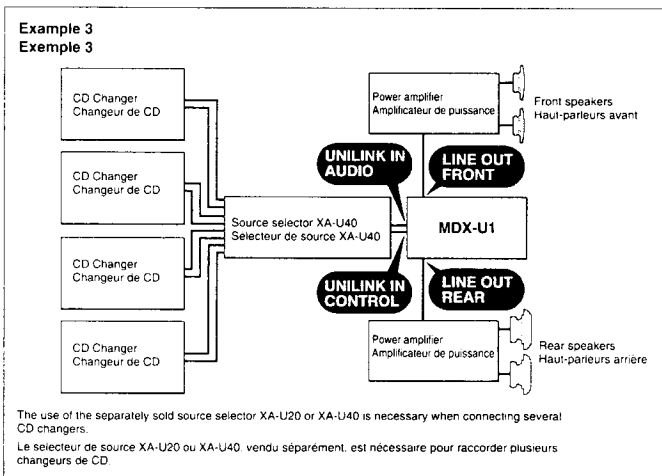 Example 3
Exemple 3
CD Changer
Changeur de CD
CD Changer
Changeur de CD
CD Changer
Changeur de CD
CD Changer
Changeur de CD
Source selector XA-U40
Sélecteur de source XA-U40
UNILINK IN
AUDIO
UNILINK IN
CONTROL
MDX-U1
LINE OUT
FRONT
LINE OUT
REAR
Power amplifier
Amplificateur de puissance
Front speakers
Haut-parleurs avant
Power amplifier
Amplificateur de puissance
Rear speakers
Haut-parleurs arrière
The use of the separately sold source selector XA-U20 or XA-U40 is necessary when connecting several
CD changers.
Le selecteur de source XA-U20 ou XA-U40, vendu séparément, est nécessaire pour raccorder plusieurs
changeurs de CD.